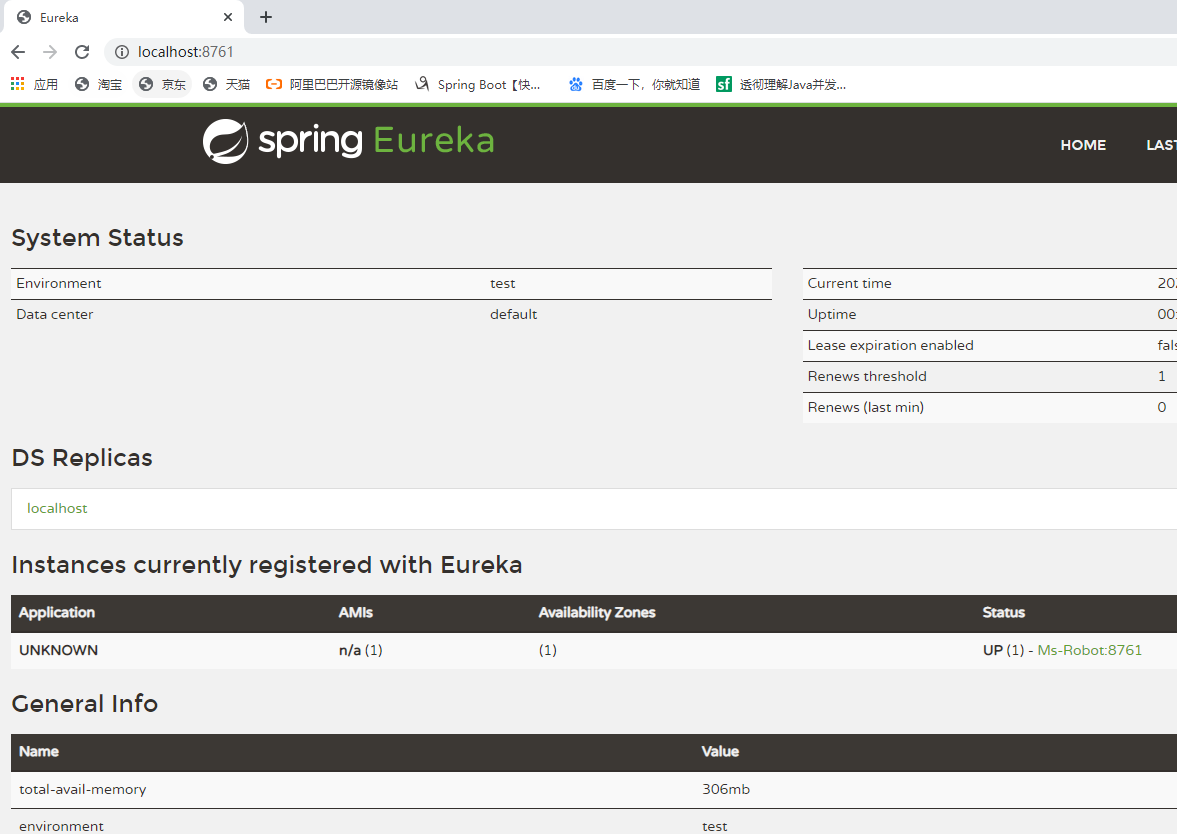 Eureka
localhost:8761
应用 淘宝 京东 天猫 阿里巴巴开源镜像站 Spring Boot【快... 百度一下，你就知道 sf 透彻理解Java并发...
spring Eureka
HOME LAST
System Status
Environment test
Data center default
Current time 202
Uptime 00:
Lease expiration enabled fals
Renews threshold 1
Renews (last min) 0
DS Replicas
localhost
Instances currently registered with Eureka
Application AMIs Availability Zones Status
UNKNOWN n/a (1) (1) UP (1) - Ms-Robot:8761
General Info
Name Value
total-avail-memory 306mb
environment test